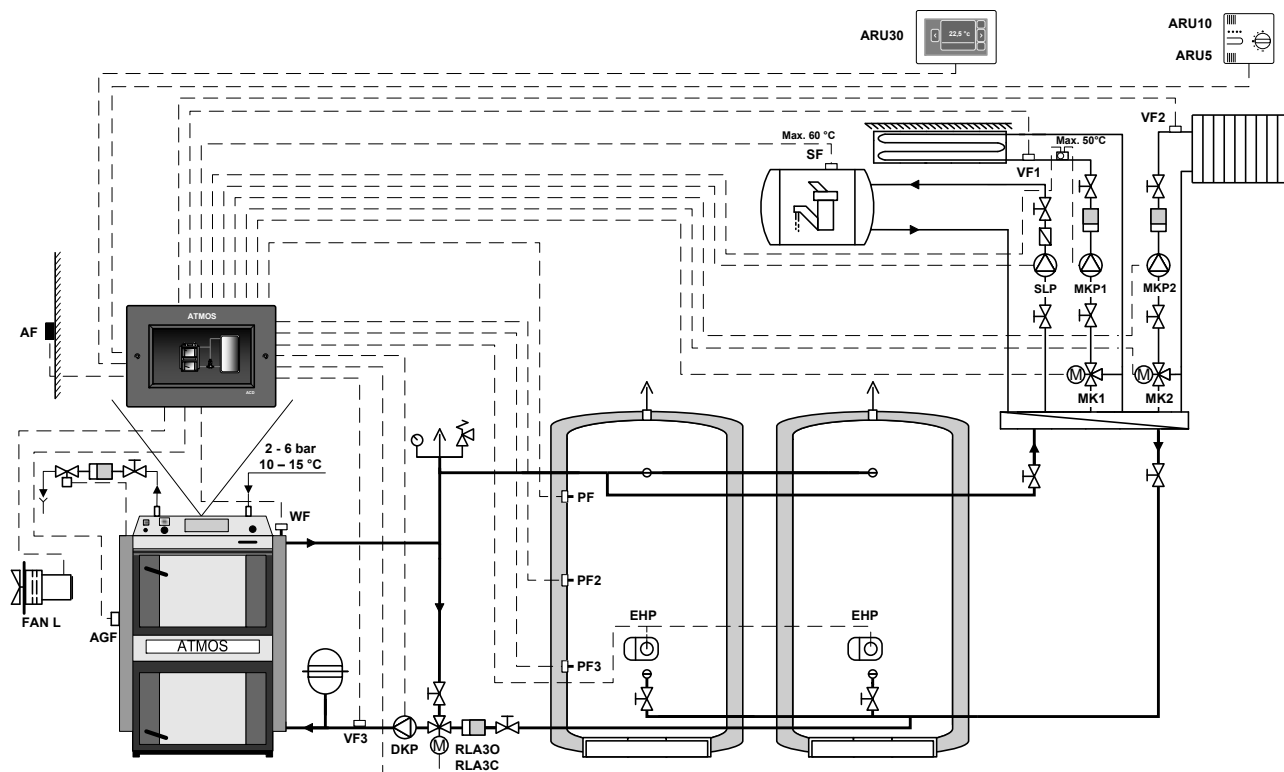 ARU30
22,5 °c
ARU10
ARU5
VF2
Max. 60 °C
SF
Max. 50°C
VF1
SLP
MKP1
MKP2
ATMOS
AF
ACD
M
M
MK1
MK2
2 - 6 bar
10 – 15 °C
PF
WF
PF2
FAN L
AGF
EHP
EHP
ATMOS
PF3
VF3
DKP
M
RLA3O
RLA3C